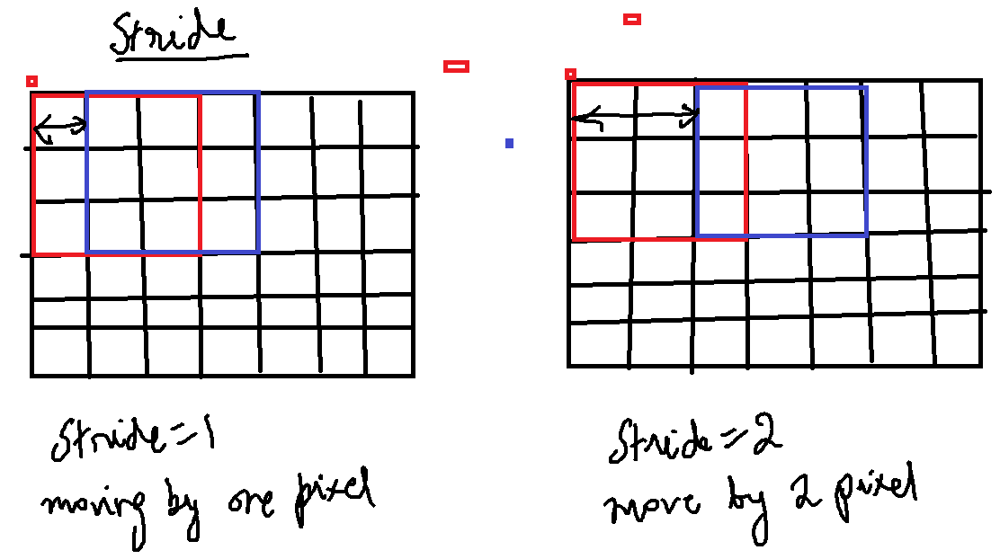 Stride
Stride=1
moving by one pixel
Stride=2
move by 2 pixel